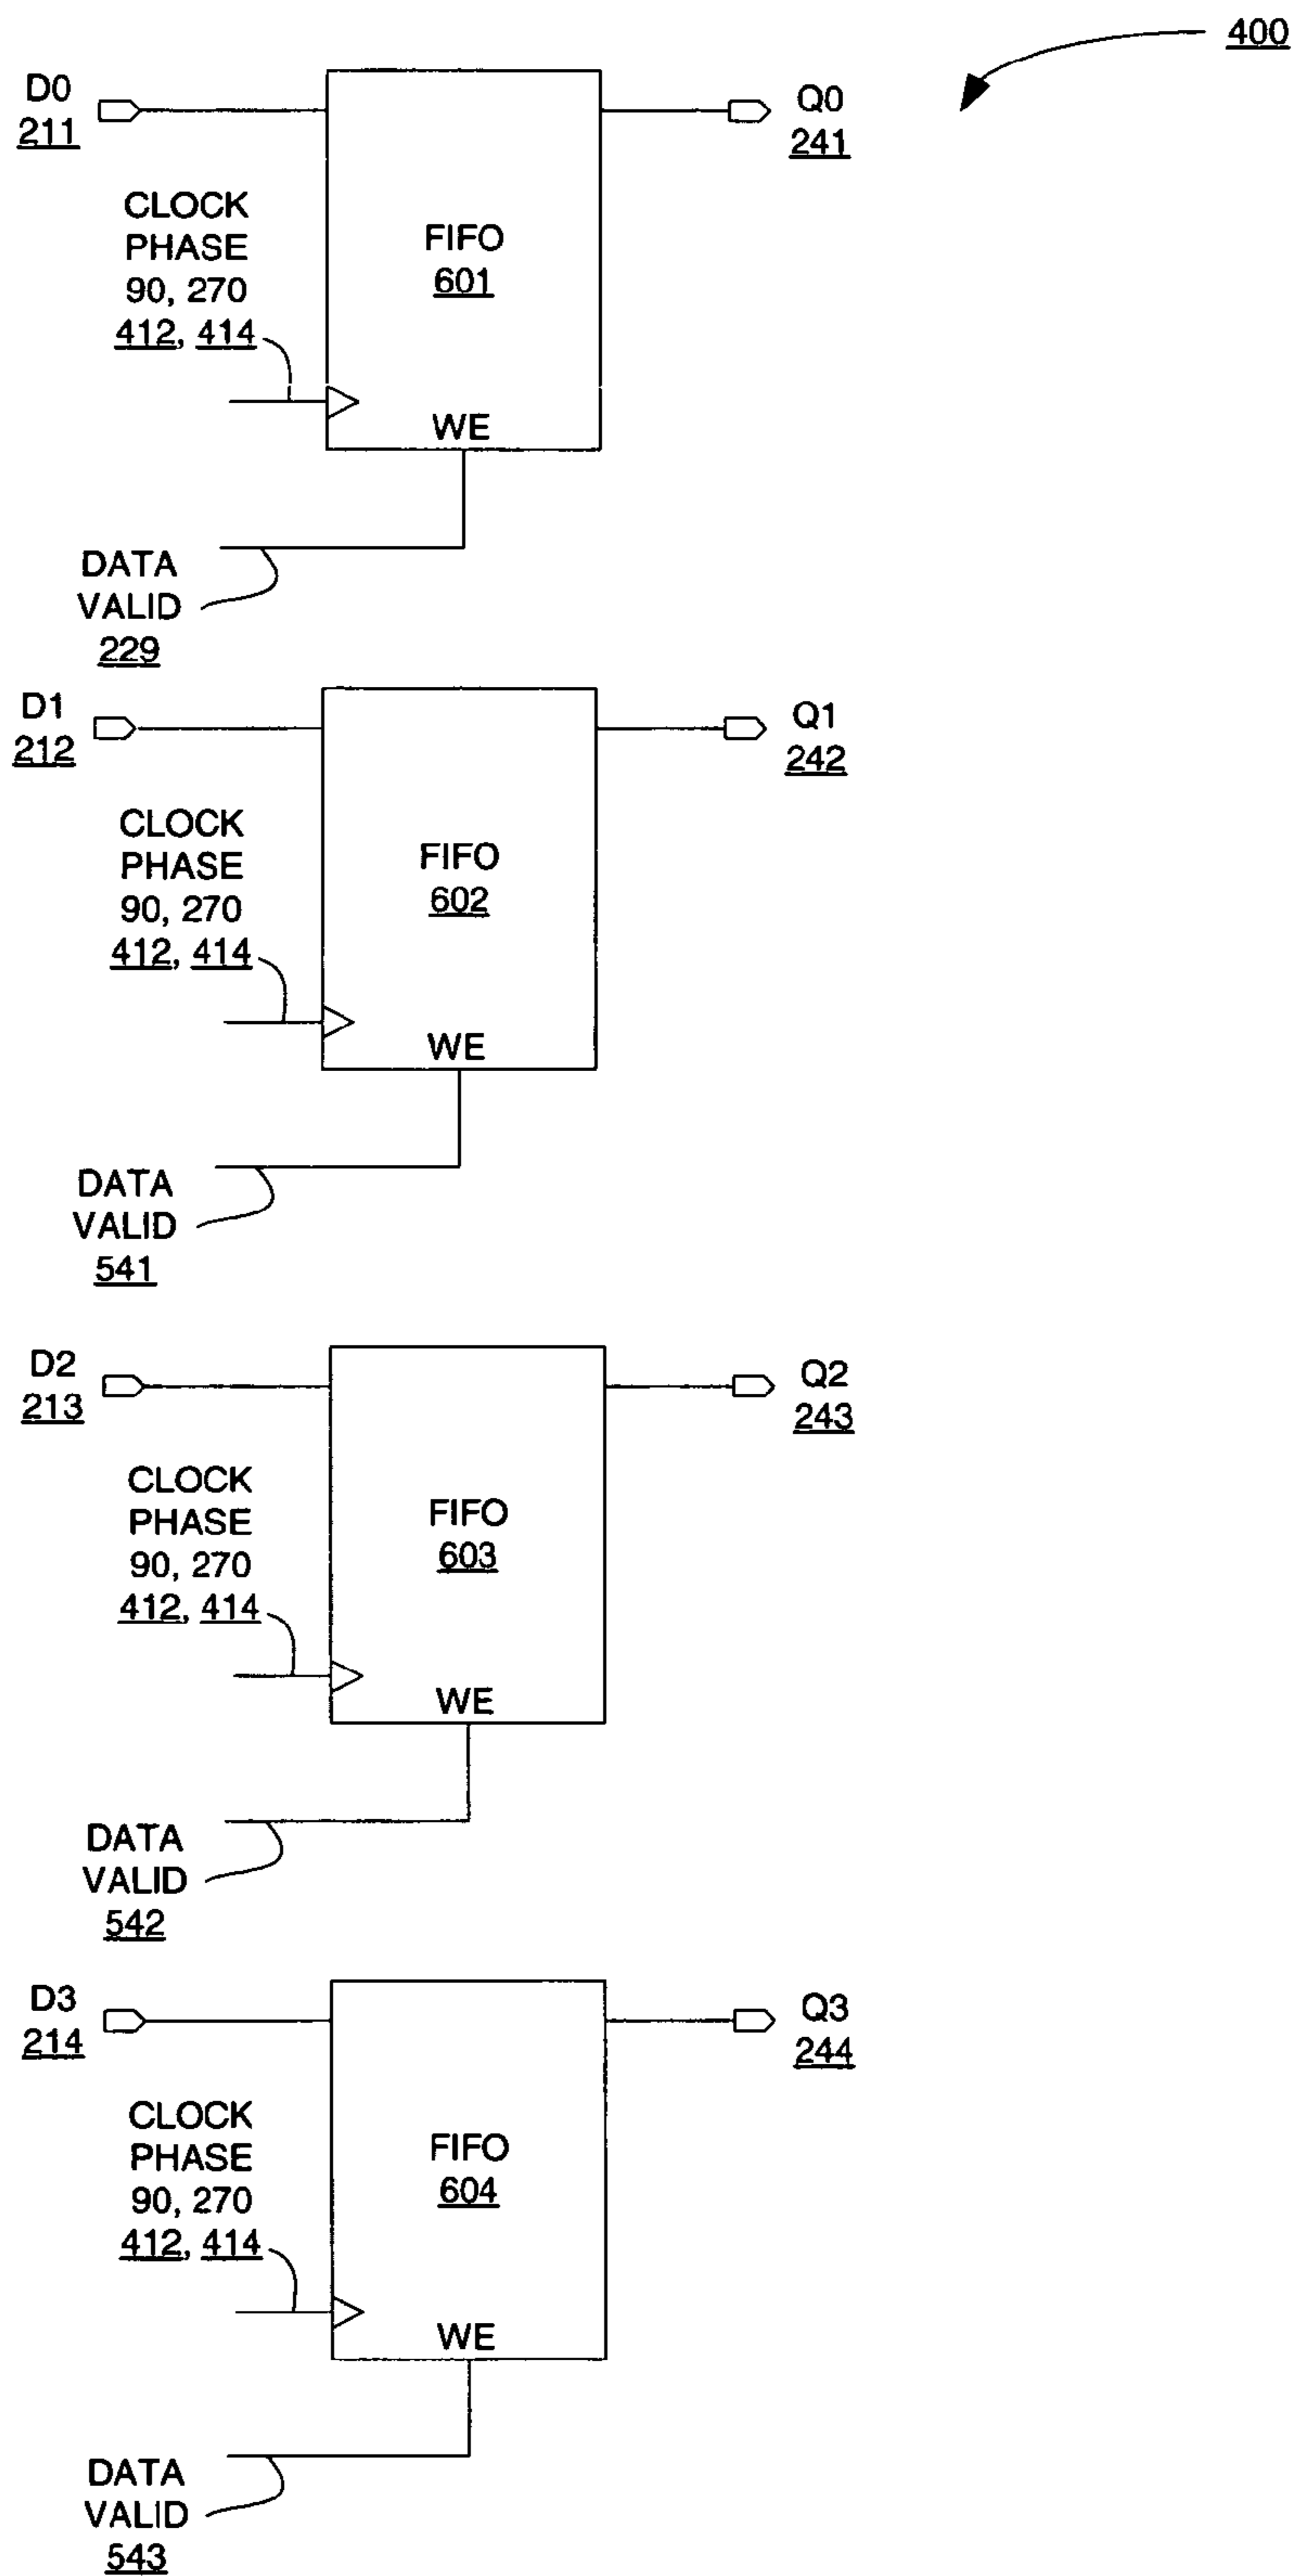 400
D0
211
Q0
241
CLOCK
PHASE
90, 270
412, 414
FIFO
601
WE
DATA
VALID
229
D1
212
Q1
242
CLOCK
PHASE
90, 270
412, 414
FIFO
602
WE
DATA
VALID
541
D2
213
Q2
243
CLOCK
PHASE
90, 270
412, 414
FIFO
603
WE
DATA
VALID
542
D3
214
Q3
244
CLOCK
PHASE
90, 270
412, 414
FIFO
604
WE
DATA
VALID
543